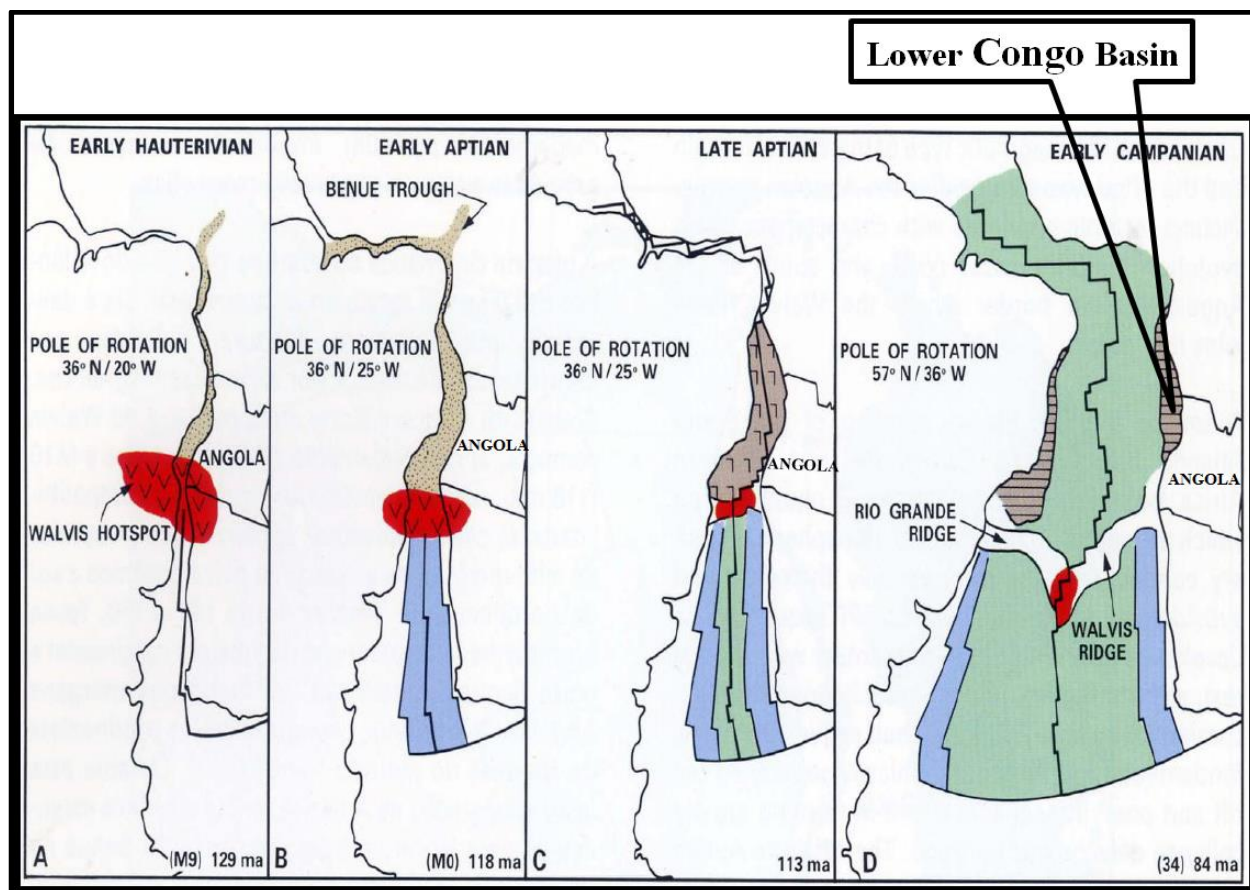 Lower Congo Basin
EARLY HAUTERIVIAN
POLE OF ROTATION
36° N / 20° W
ANGOLA
WALVIS HOTSPOT
A
(M9) 129 ma
EARLY APTIAN
BENUE TROUGH
POLE OF ROTATION
36° N / 25° W
ANGOLA
B
(M0) 118 ma
LATE APTIAN
POLE OF ROTATION
36° N / 25° W
ANGOLA
C
113 ma
EARLY CAMPANIAN
POLE OF ROTATION
57° N / 36° W
ANGOLA
RIO GRANDE
RIDGE
WALVIS
RIDGE
D
(34) 84 ma